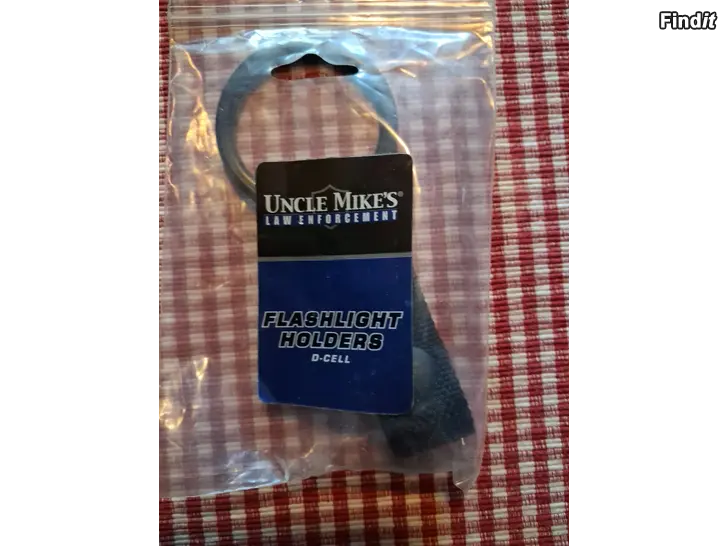 Findit
UNCLE MIKE'S®
LAW ENFORCEMENT
FLASHLIGHT
HOLDERS
D-CELL